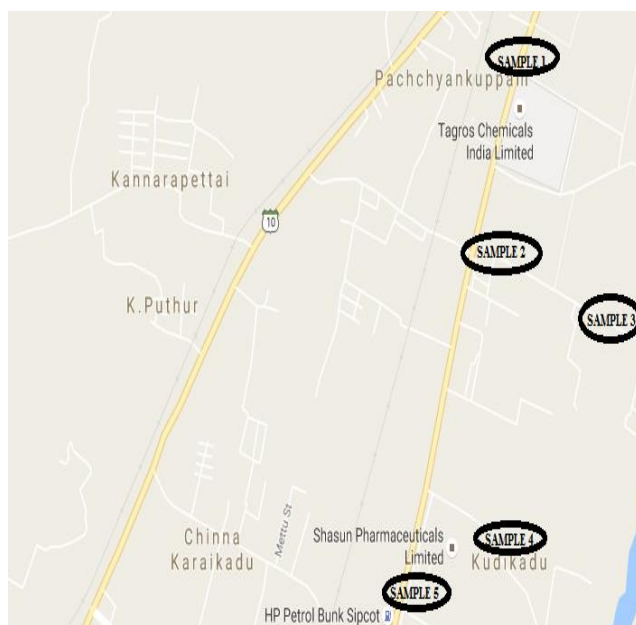 SAMPLE 1
Pachchyankuppam
Tagros Chemicals
India Limited
Kannarapettai
10
SAMPLE 2
K.Puthur
SAMPLE 3
Mettu St
Chinna
Karaikadu
Shasun Pharmaceuticals
Limited
SAMPLE 4
Kudikadu
SAMPLE 5
HP Petrol Bunk Sipcot